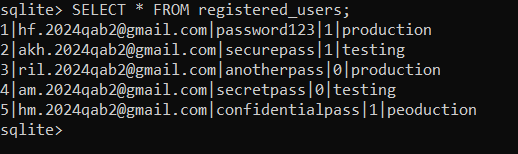 sqlite> SELECT * FROM registered_users;
1|hf.2024qab2@gmail.com|password123|1|production
2|akh.2024qab2@gmail.com|securepass|1|testing
3|ril.2024qab2@gmail.com|anotherpass|0|production
4|am.2024qab2@gmail.com|secretpass|0|testing
5|hm.2024qab2@gmail.com|confidentialpass|1|peoduction
sqlite>